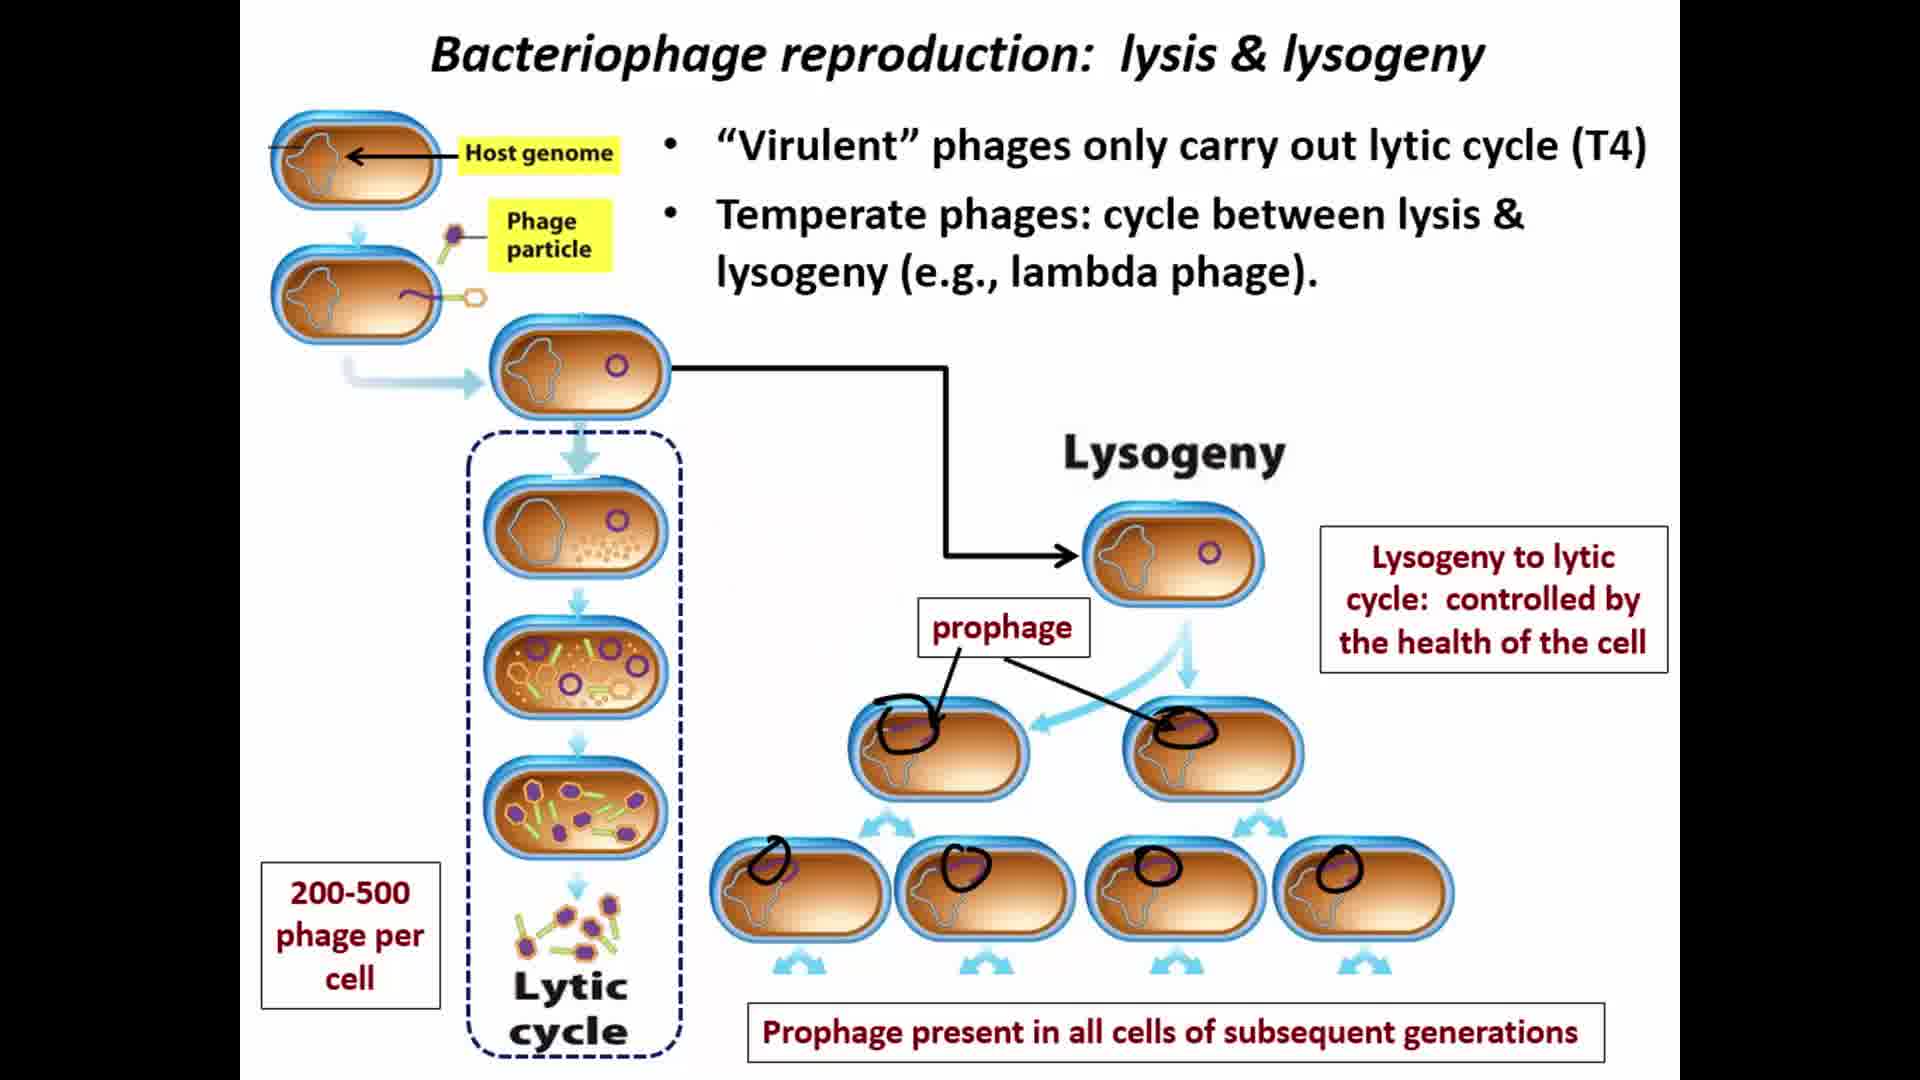 Bacteriophage reproduction: lysis & lysogeny
Host genome
Phage
particle
• “Virulent” phages only carry out lytic cycle (T4)
• Temperate phages: cycle between lysis &
lysogeny (e.g., lambda phage).
Lysogeny
Lysogeny to lytic
cycle: controlled by
the health of the cell
prophage
200-500
phage per
cell
Lytic
cycle
Prophage present in all cells of subsequent generations